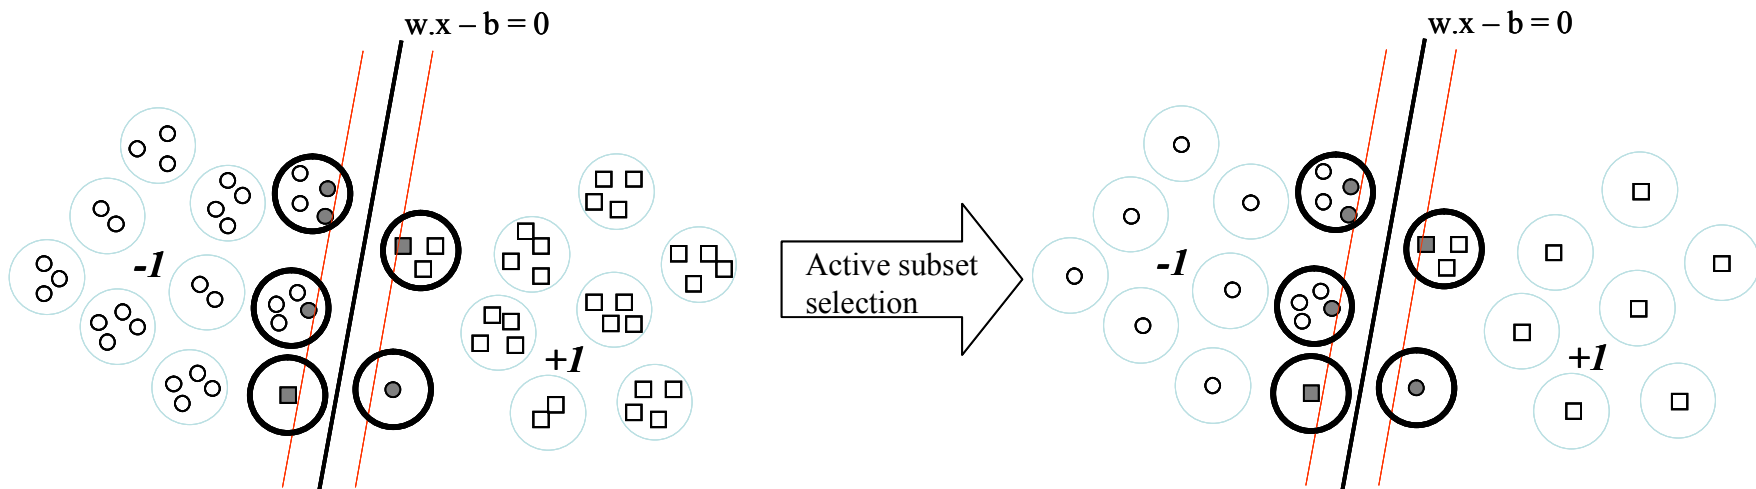 w.x – b = 0
w.x – b = 0
-1
+1
Active subset
selection
-1
+1